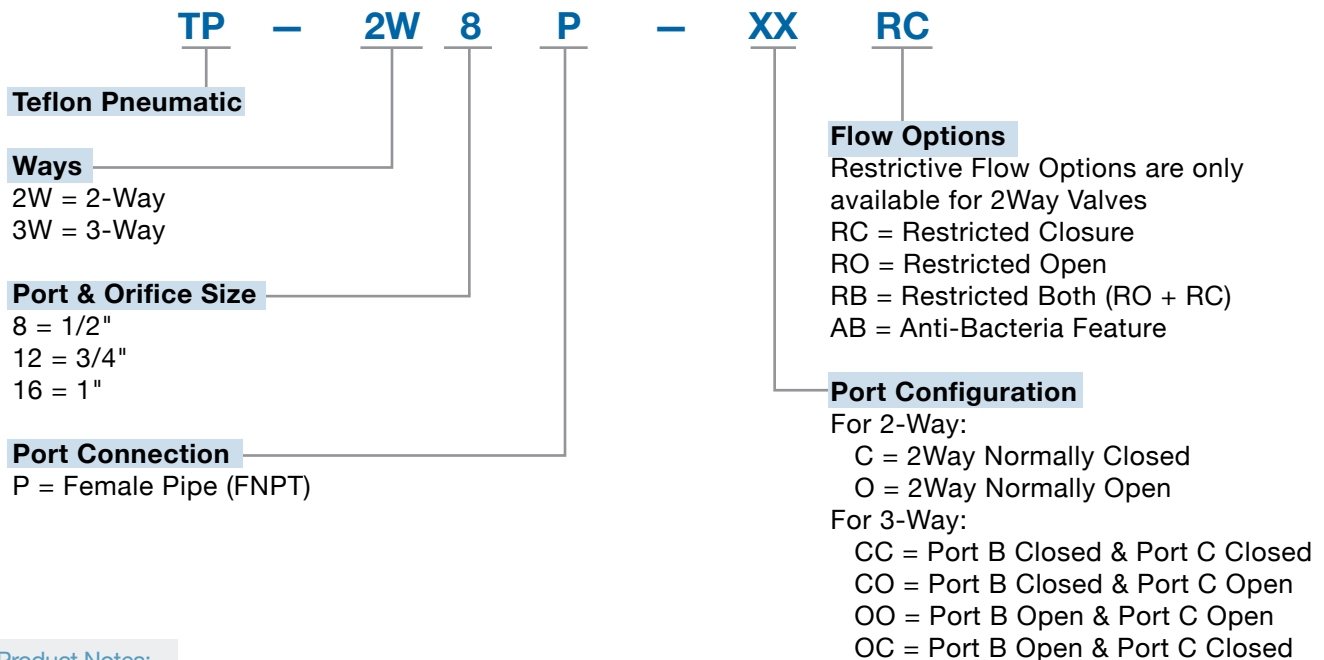 TP — 2W 8 P — XX RC
Teflon Pneumatic
Ways
2W = 2-Way
3W = 3-Way
Port & Orifice Size
8 = 1/2"
12 = 3/4"
16 = 1"
Port Connection
P = Female Pipe (FNPT)
Flow Options
Restrictive Flow Options are only
available for 2Way Valves
RC = Restricted Closure
RO = Restricted Open
RB = Restricted Both (RO + RC)
AB = Anti-Bacteria Feature
Port Configuration
For 2-Way:
C = 2Way Normally Closed
O = 2Way Normally Open
For 3-Way:
CC = Port B Closed & Port C Closed
CO = Port B Closed & Port C Open
OO = Port B Open & Port C Open
OC = Port B Open & Port C Closed
Product Notes: